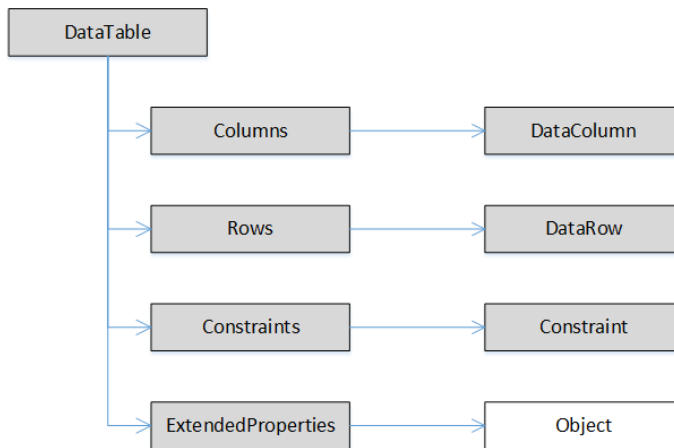 DataTable
Columns
DataColumn
Rows
DataRow
Constraints
Constraint
ExtendedProperties
Object